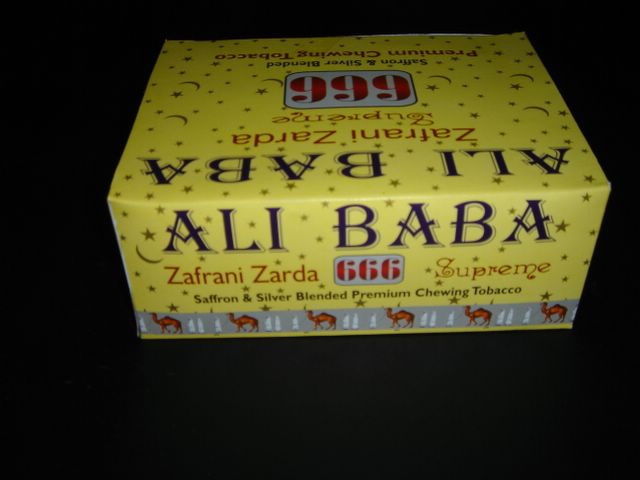 Premium Chewing Tobacco
Saffron & Silver Blended
666
Supreme
Zafrani Zarda
ALI BABA
ALI BABA
Zafrani Zarda 666 Supreme
Saffron & Silver Blended Premium Chewing Tobacco